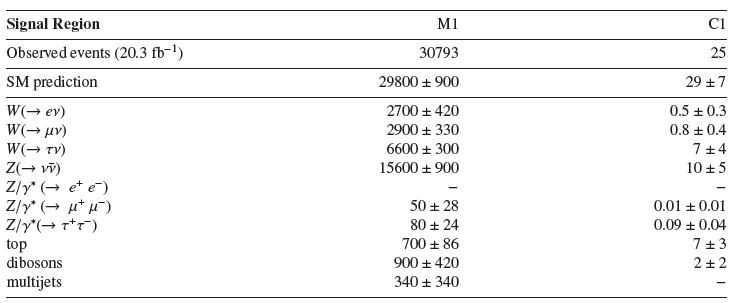 Signal Region M1 C1
Observed events (20.3 fb⁻¹) 30793 25
SM prediction 29800 ± 900 29 ± 7
W(→ eν) 2700 ± 420 0.5 ± 0.3
W(→ μν) 2900 ± 330 0.8 ± 0.4
W(→ τν) 6600 ± 300 7 ± 4
Z(→ νν̄) 15600 ± 900 10 ± 5
Z/γ* (→ e⁺ e⁻) – –
Z/γ* (→ μ⁺ μ⁻) 50 ± 28 0.01 ± 0.01
Z/γ*(→ τ⁺τ⁻) 80 ± 24 0.09 ± 0.04
top 700 ± 86 7 ± 3
dibosons 900 ± 420 2 ± 2
multijets 340 ± 340 –